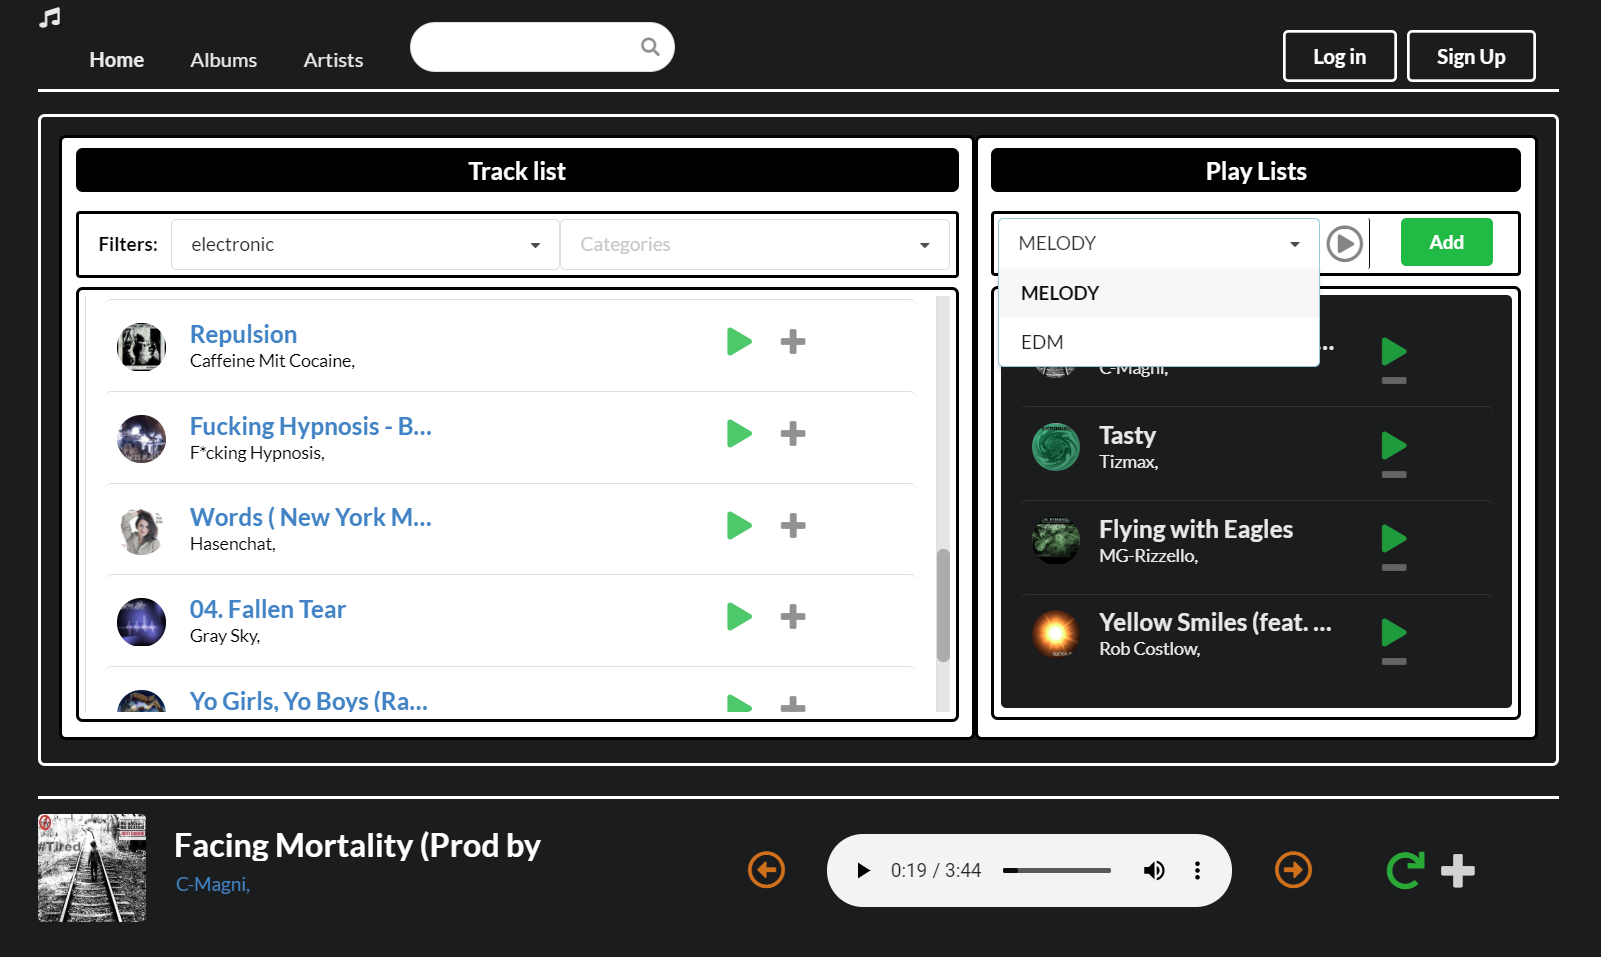 Home
Albums
Artists
Log in
Sign Up
Track list
Filters:
electronic
Categories
Repulsion
Caffeine Mit Cocaine,
Fucking Hypnosis - B...
F*cking Hypnosis,
Words ( New York M...
Hasenchat,
04. Fallen Tear
Gray Sky,
Yo Girls, Yo Boys (Ra...
Play Lists
MELODY
Add
MELODY
EDM
...
C-Magni,
Tasty
Tizmax,
Flying with Eagles
MG-Rizzello,
Yellow Smiles (feat. ...
Rob Costlow,
#Tired
Facing Mortality (Prod by
C-Magni,
0:19 / 3:44